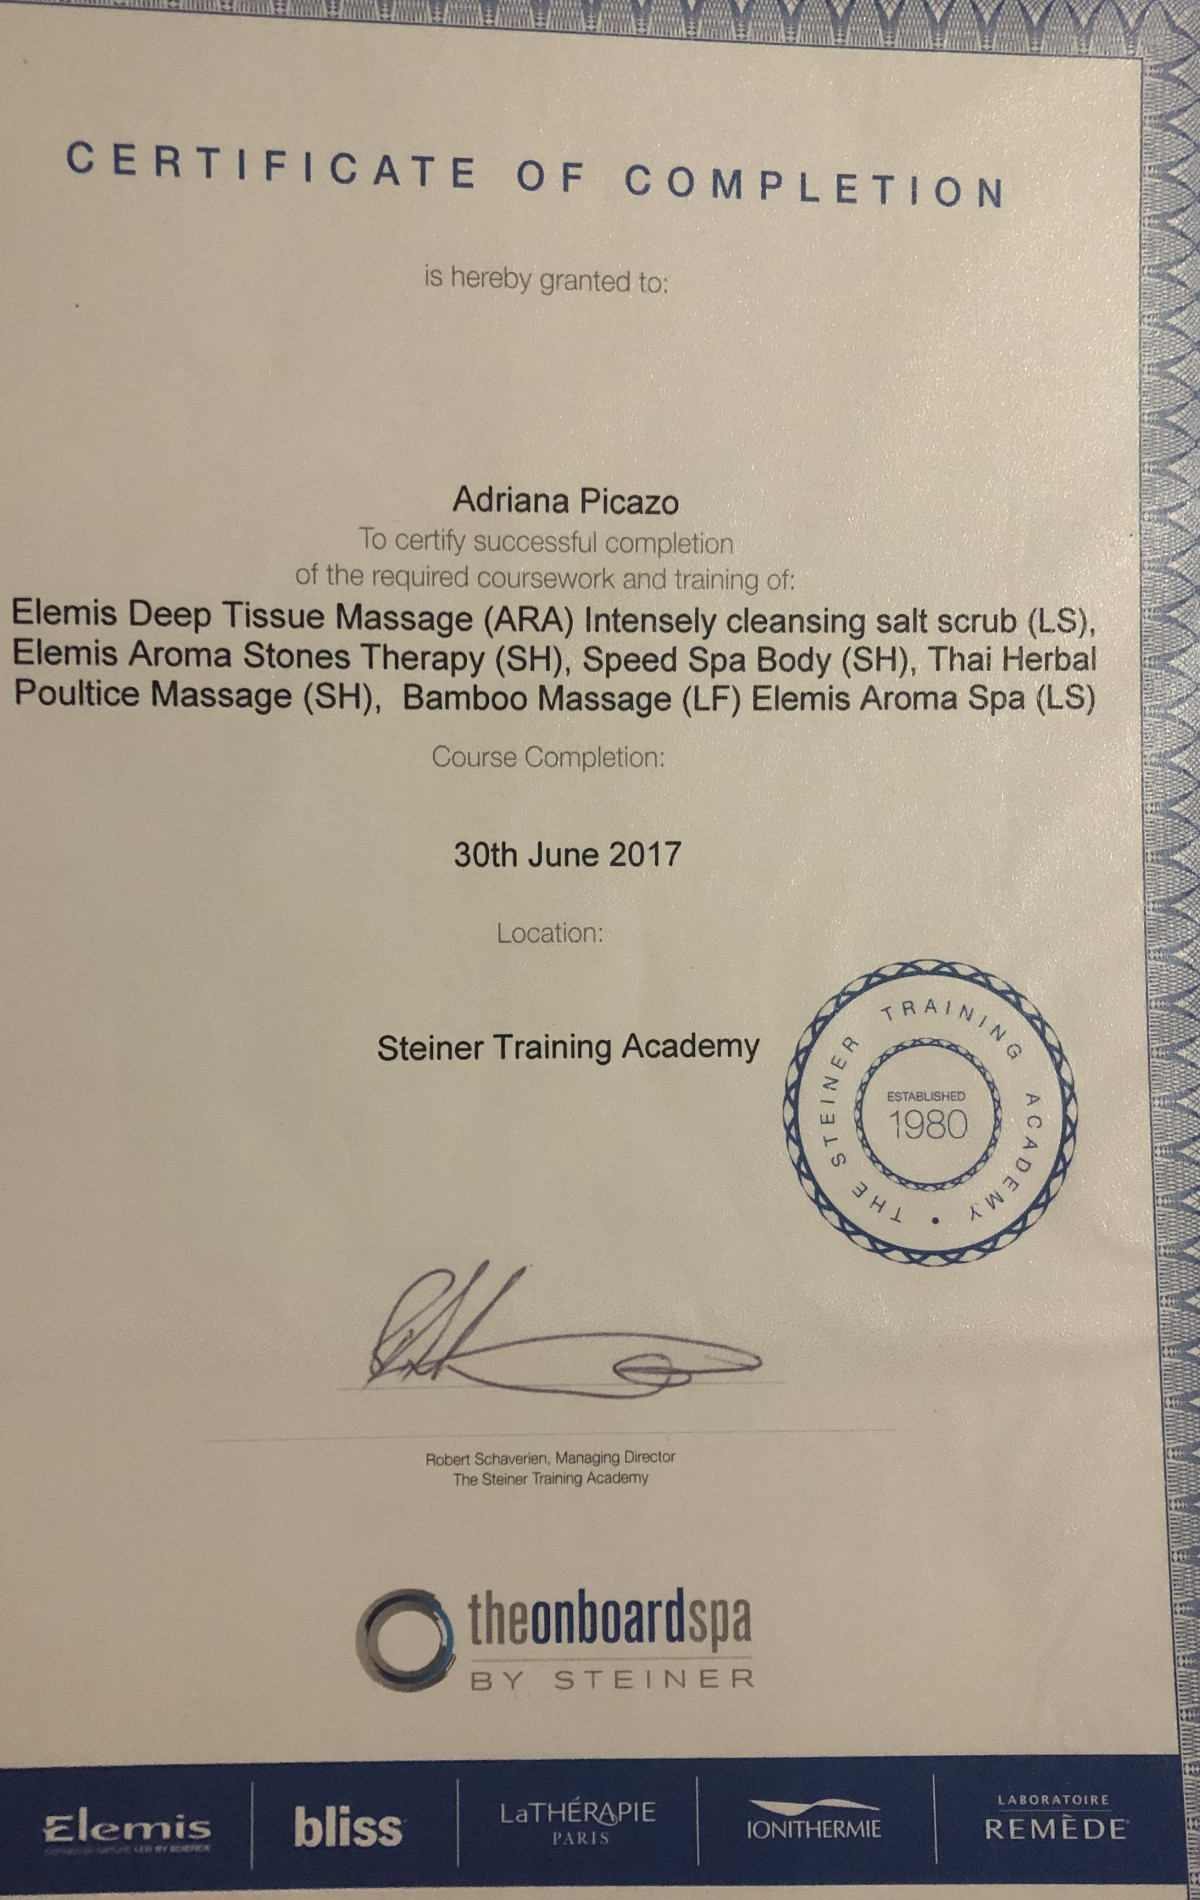 CERTIFICATE OF COMPLETION
is hereby granted to:
Adriana Picazo
To certify successful completion
of the required coursework and training of:
Elemis Deep Tissue Massage (ARA) Intensely cleansing salt scrub (LS),
Elemis Aroma Stones Therapy (SH), Speed Spa Body (SH), Thai Herbal
Poultice Massage (SH), Bamboo Massage (LF) Elemis Aroma Spa (LS)
Course Completion:
30th June 2017
Location:
Steiner Training Academy
THE STEINER TRAINING ACADEMY •
ESTABLISHED
1980
Robert Schaverien, Managing Director
The Steiner Training Academy
theonboardspa
BY STEINER
Elemis
LED BY SCIENCE
bliss
LaTHÉRAPIE
PARIS
IONITHERMIE
LABORATOIRE
REMÈDE